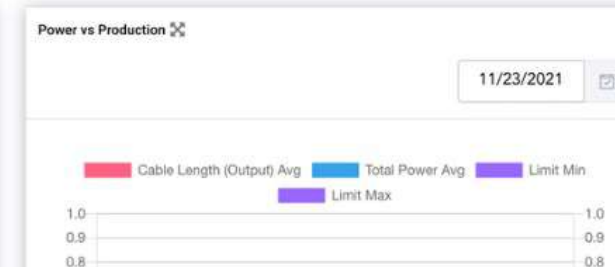 Power vs Production
11/23/2021
Cable Length (Output) Avg Total Power Avg Limit Min
Limit Max
1.0 1.0
0.9 0.9
0.8 0.8